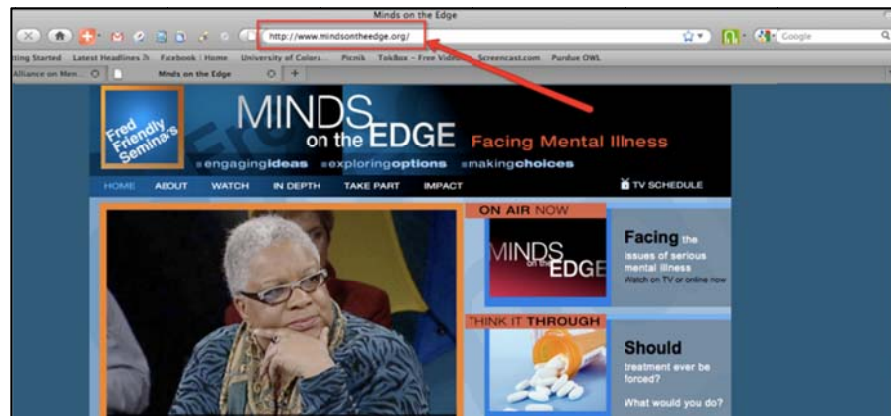 Minds on the Edge
http://www.mindsontheedge.org/
Google
ting Started Latest Headlines Facebook | Home University of Colora... Picnik TokBox - Free Video Screencast.com Purdue OWL
Alliance on Men... Minds on the Edge
Fred
Friendly
Seminars
MINDS
on the EDGE Facing Mental Illness
engagingideas exploringoptions makingchoices
HOME ABOUT WATCH IN DEPTH TAKE PART IMPACT TV SCHEDULE
ON AIR NOW
MINDS
on the EDGE
Facing the
issues of serious
mental illness
Watch on TV or online now
THINK IT THROUGH
Should
treatment ever be
forced?
What would you do?